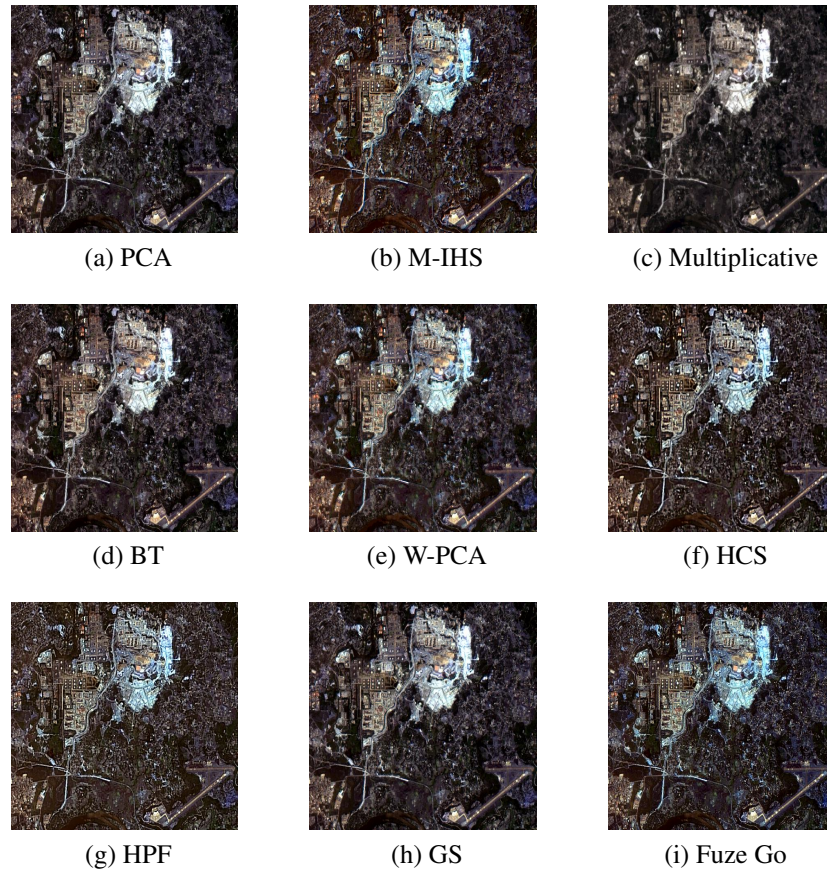 (a) PCA
(b) M-IHS
(c) Multiplicative
(d) BT
(e) W-PCA
(f) HCS
(g) HPF
(h) GS
(i) Fuze Go